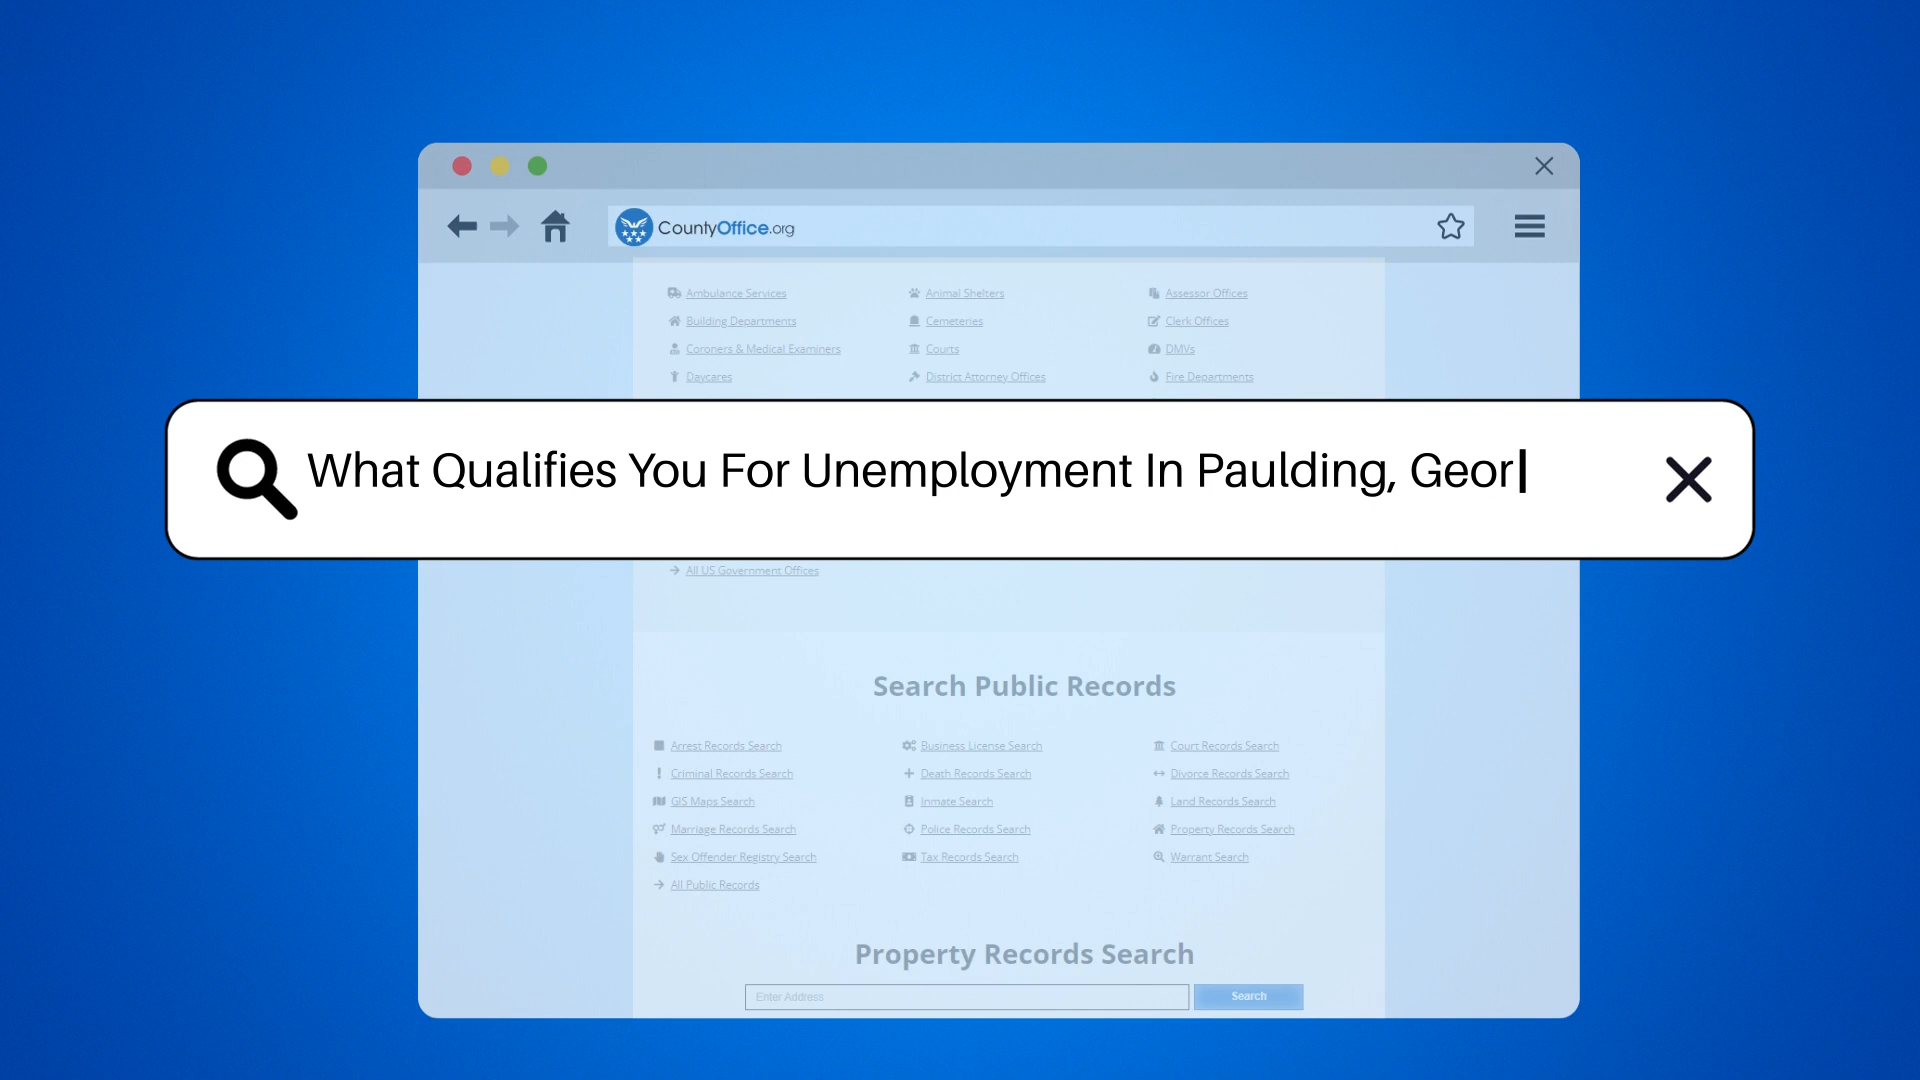 CountyOffice.org
Ambulance Services Animal Shelters Assessor Offices
Building Departments Cemeteries Clerk Offices
Coroners & Medical Examiners Courts DMVs
Daycares District Attorney Offices Fire Departments
What Qualifies You For Unemployment In Paulding, Geor
All US Government Offices
Search Public Records
Arrest Records Search Business License Search Court Records Search
Criminal Records Search Death Records Search Divorce Records Search
GIS Maps Search Inmate Search Land Records Search
Marriage Records Search Police Records Search Property Records Search
Sex Offender Registry Search Tax Records Search Warrant Search
All Public Records
Property Records Search
Enter Address Search